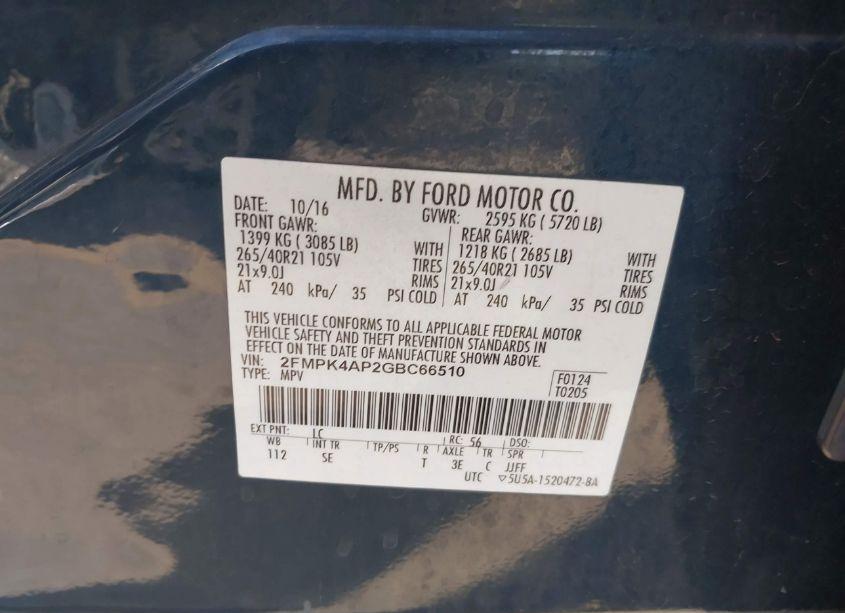 MFD. BY FORD MOTOR CO.
DATE: 10/16 GVWR: 2595 KG ( 5720 LB)
FRONT GAWR: REAR GAWR:
1399 KG ( 3085 LB) WITH 1218 KG ( 2685 LB) WITH
265/40R21 105V TIRES 265/40R21 105V TIRES
21x9.0J RIMS 21x9.0J RIMS
AT 240 kPa/ 35 PSI COLD AT 240 kPa/ 35 PSI COLD
THIS VEHICLE CONFORMS TO ALL APPLICABLE FEDERAL MOTOR
VEHICLE SAFETY AND THEFT PREVENTION STANDARDS IN
EFFECT ON THE DATE OF MANUFACTURE SHOWN ABOVE.
VIN: 2FMPK4AP2GBC66510
TYPE: MPV
F0124
T0205
EXT PNT: LC RC: 56 DSO:
WB INT TR TP/PS R AXLE TR SPR
112 SE T 3E C JJFF
UTC ▽5U5A-1520472-BA